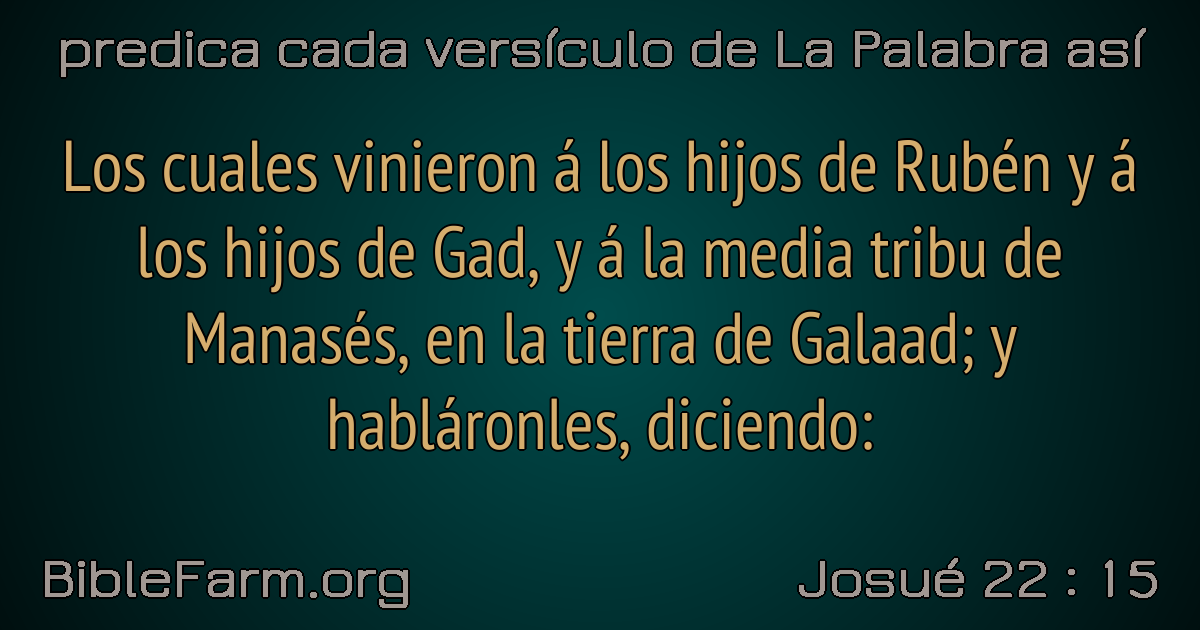 predica cada versículo de La Palabra así
Los cuales vinieron á los hijos de Rubén y á
los hijos de Gad, y á la media tribu de
Manasés, en la tierra de Galaad; y
habláronles, diciendo:
BibleFarm.org
Josué 22 : 15